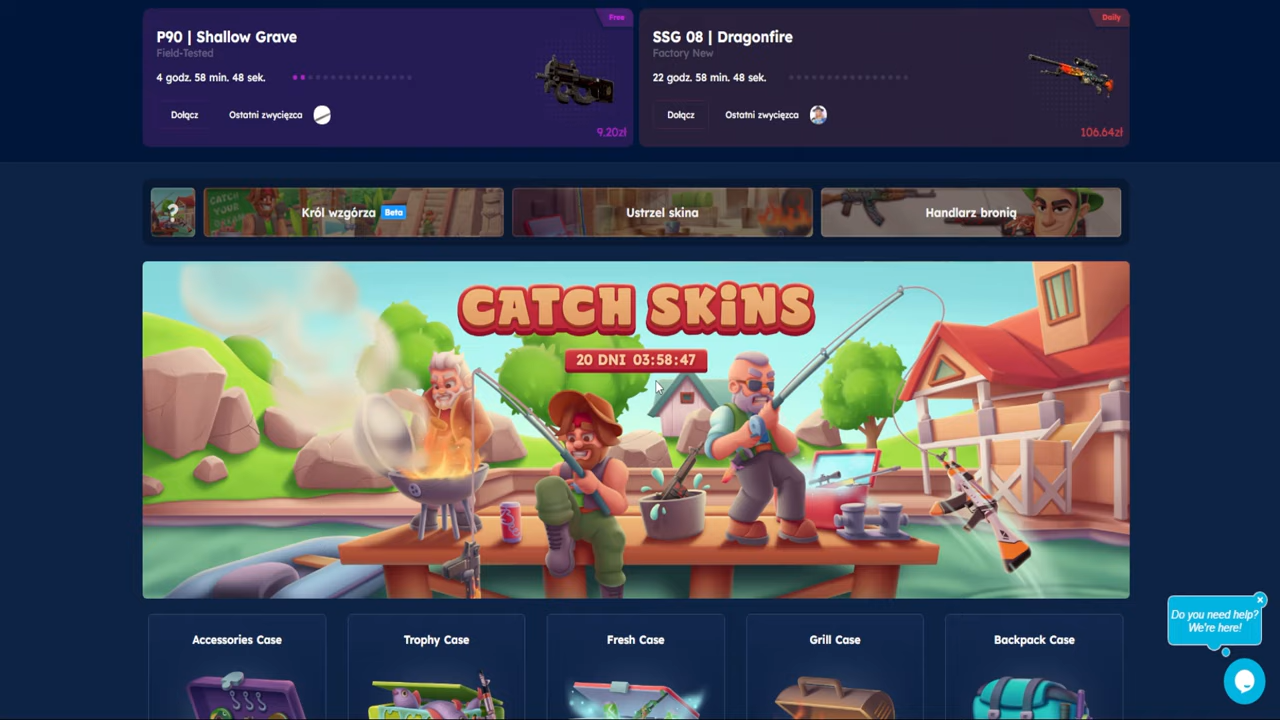 Free
P90 | Shallow Grave
Field-Tested
4 godz. 58 min. 48 sek.
Dołącz
Ostatni zwycięzca
9.20zł
Daily
SSG 08 | Dragonfire
Factory New
22 godz. 58 min. 48 sek.
Dołącz
Ostatni zwycięzca
106.64zł
?
CATCH YOUR
Król wzgórza Beta
Ustrzel skina
Handlarz bronią
CATCH SKiNS
20 DNI 03:58:47
Accessories Case
Trophy Case
Fresh Case
Grill Case
Backpack Case
Do you need help?
We're here!